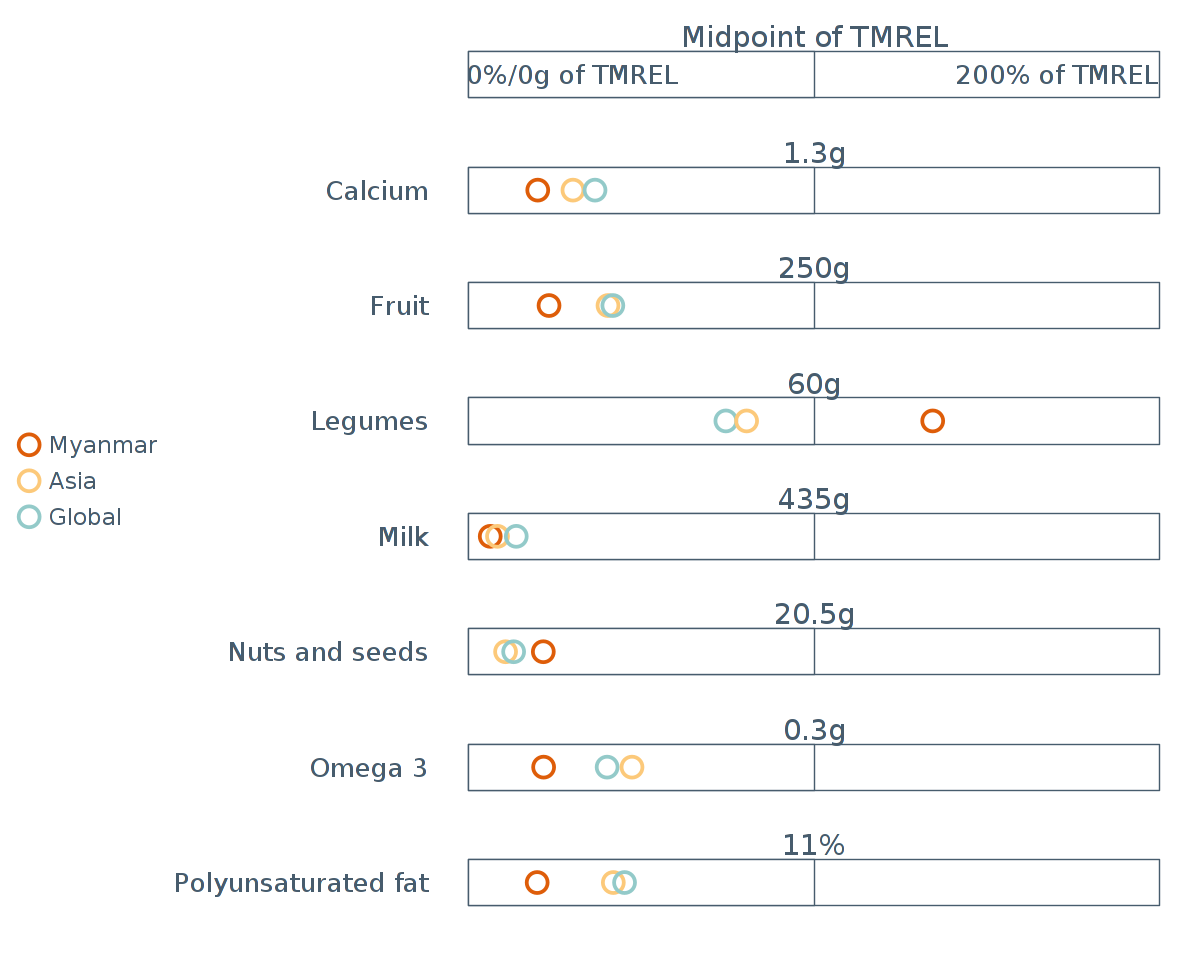 Midpoint of TMREL
0%/0g of TMREL
200% of TMREL
1.3g
Calcium
250g
Fruit
60g
Legumes
Myanmar
Asia
Global
435g
Milk
20.5g
Nuts and seeds
0.3g
Omega 3
11%
Polyunsaturated fat